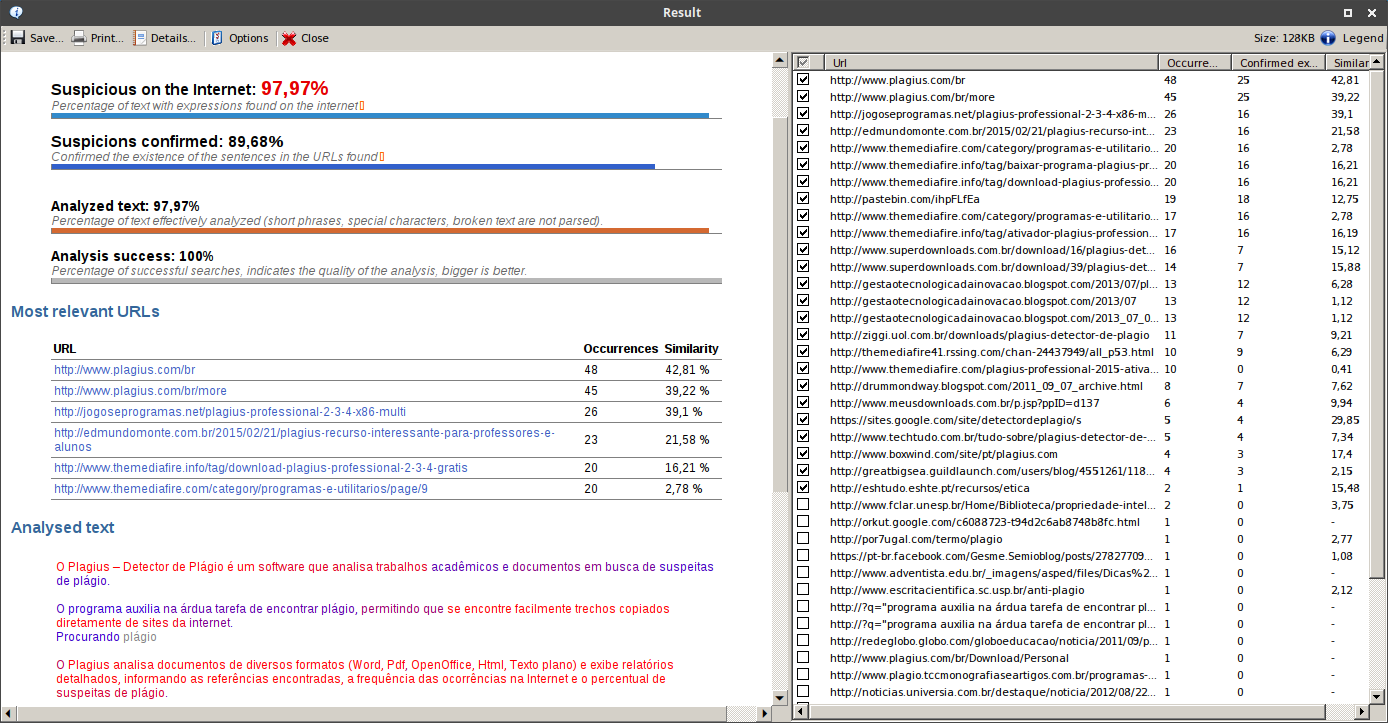 Result
Save... Print... Details... Options Close Size: 128KB Legend
Suspicious on the Internet: 97,97%
Percentage of text with expressions found on the internet
Suspicions confirmed: 89,68%
Confirmed the existence of the sentences in the URLs found
Analyzed text: 97,97%
Percentage of text effectively analyzed (short phrases, special characters, broken text are not parsed).
Analysis success: 100%
Percentage of successful searches, indicates the quality of the analysis, bigger is better.
Most relevant URLs
URL Occurrences Similarity
http://www.plagius.com/br 48 42,81 %
http://www.plagius.com/br/more 45 39,22 %
http://jogoseprogramas.net/plagius-professional-2-3-4-x86-multi 26 39,1 %
http://edmundomonte.com.br/2015/02/21/plagius-recurso-interessante-para-professores-e-
alunos 23 21,58 %
http://www.themediafire.info/tag/download-plagius-professional-2-3-4-gratis 20 16,21 %
http://www.themediafire.com/category/programas-e-utilitarios/page/9 20 2,78 %
Analysed text
O Plagius – Detector de Plágio é um software que analisa trabalhos acadêmicos e documentos em busca de suspeitas
de plágio.
O programa auxilia na árdua tarefa de encontrar plágio, permitindo que se encontre facilmente trechos copiados
diretamente de sites da internet.
Procurando plágio
O Plagius analisa documentos de diversos formatos (Word, Pdf, OpenOffice, Html, Texto plano) e exibe relatórios
detalhados, informando as referências encontradas, a frequência das ocorrências na Internet e o percentual de
suspeitas de plágio.
Url Occurre... Confirmed ex... Similar
http://www.plagius.com/br 48 25 42,81
http://www.plagius.com/br/more 45 25 39,22
http://jogoseprogramas.net/plagius-professional-2-3-4-x86-m... 26 16 39,1
http://edmundomonte.com.br/2015/02/21/plagius-recurso-int... 23 16 21,58
http://www.themediafire.com/category/programas-e-utilitario... 20 16 2,78
http://www.themediafire.info/tag/baixar-programa-plagius-pr... 20 16 16,21
http://www.themediafire.info/tag/download-plagius-professio... 20 16 16,21
http://pastebin.com/ihpFLfEa 19 18 12,75
http://www.themediafire.com/category/programas-e-utilitario... 17 16 2,78
http://www.themediafire.info/tag/ativador-plagius-profession... 17 16 16,19
http://www.superdownloads.com.br/download/16/plagius-det... 16 7 15,12
http://www.superdownloads.com.br/download/39/plagius-det... 14 7 15,88
http://gestaotecnologicadainovacao.blogspot.com/2013/07/pl... 13 12 6,28
http://gestaotecnologicadainovacao.blogspot.com/2013/07 13 12 1,12
http://gestaotecnologicadainovacao.blogspot.com/2013_07_0... 13 12 1,12
http://ziggi.uol.com.br/downloads/plagius-detector-de-plagio 11 7 9,21
http://themediafire41.rssing.com/chan-24437949/all_p53.html 10 9 6,29
http://www.themediafire.com/plagius-professional-2015-ativa... 10 0 0,41
http://drummondway.blogspot.com/2011_09_07_archive.html 8 7 7,62
http://www.meusdownloads.com.br/p.jsp?ppID=d137 6 4 9,94
https://sites.google.com/site/detectordeplagio/s 5 4 29,85
http://www.techtudo.com.br/tudo-sobre/plagius-detector-de-... 5 4 7,34
http://www.boxwind.com/site/pt/plagius.com 4 3 17,4
http://greatbigsea.guildlaunch.com/users/blog/4551261/118... 4 3 2,15
http://eshtudo.eshte.pt/recursos/etica 2 1 15,48
http://www.fclar.unesp.br/Home/Biblioteca/propriedade-intel... 2 0 3,75
http://orkut.google.com/c6088723-t94d2c6ab8748b8fc.html 1 0 -
http://por7ugal.com/termo/plagio 1 0 2,77
https://pt-br.facebook.com/Gesme.Semioblog/posts/27827709... 1 0 1,08
http://www.adventista.edu.br/_imagens/asped/files/Dicas%2... 1 0 -
http://www.escritacientifica.sc.usp.br/anti-plagio 1 0 2,12
http://?q="programa auxilia na árdua tarefa de encontrar pl... 1 0 -
http://?q="programa auxilia na árdua tarefa de encontrar pl... 1 0 -
http://redeglobo.globo.com/globoeducacao/noticia/2011/09/p... 1 0 -
http://www.plagius.com/br/Download/Personal 1 0 -
http://www.plagio.tccmonografiaseartigos.com.br/programas-... 1 0 -
http://noticias.universia.com.br/destaque/noticia/2012/08/22... 1 0 -